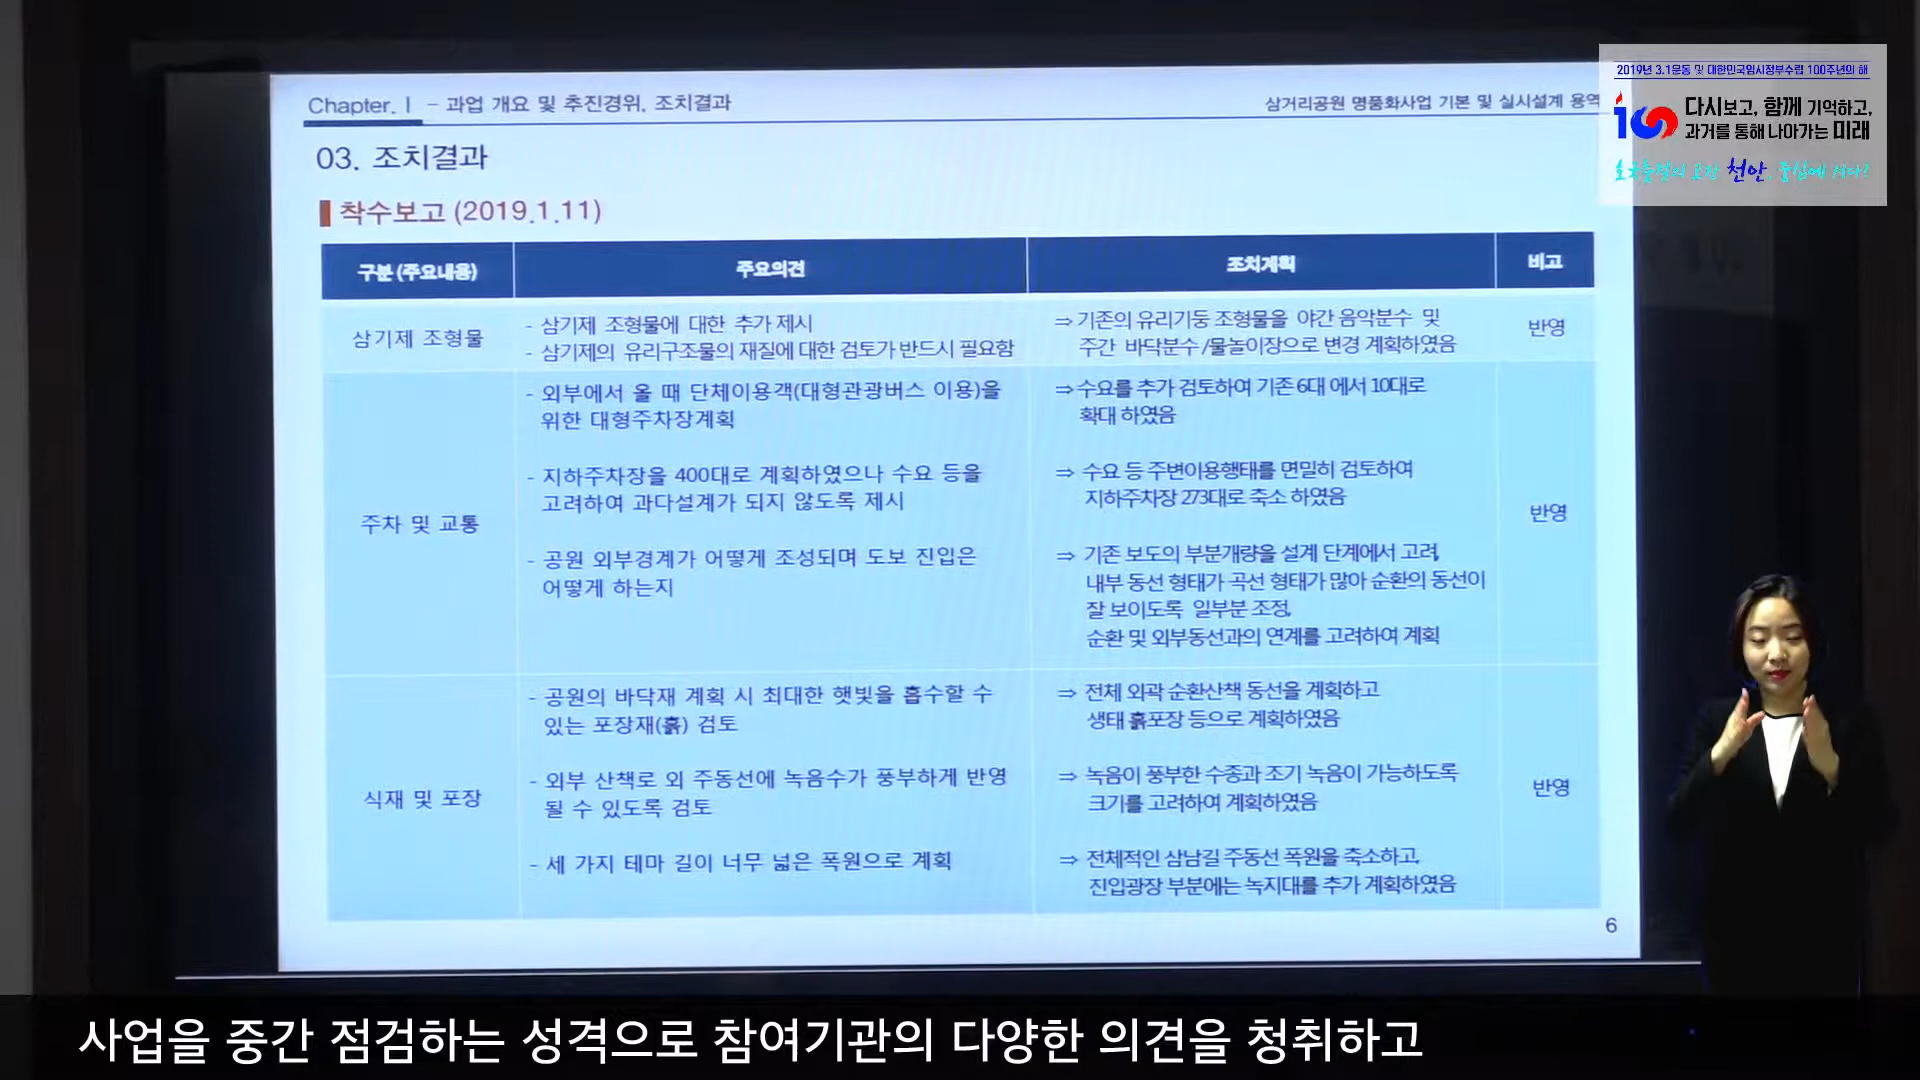 2019년 3.1운동 및 대한민국임시정부수립 100주년의 해
100
다시보고, 함께 기억하고,
과거를 통해 나아가는 미래
호국충절의 고장 천안, 중심에 서다!
Chapter. I - 과업 개요 및 추진경위, 조치결과
삼거리공원 명품화사업 기본 및 실시설계 용역
03. 조치결과
착수보고 (2019.1.11)
구분 (주요내용)
주요의견
조치계획
비고
삼기제 조형물
- 삼기제 조형물에 대한 추가 제시
- 삼기제의 유리구조물의 재질에 대한 검토가 반드시 필요함
⇒ 기존의 유리기둥 조형물을 야간 음악분수 및
주간 바닥분수 /물놀이장으로 변경 계획하였음
반영
주차 및 교통
- 외부에서 올 때 단체이용객(대형관광버스 이용)을
위한 대형주차장계획
⇒ 수요를 추가 검토하여 기존 6대 에서 10대로
확대 하였음
- 지하주차장을 400대로 계획하였으나 수요 등을
고려하여 과다설계가 되지 않도록 제시
⇒ 수요 등 주변이용행태를 면밀히 검토하여
지하주차장 273대로 축소 하였음
- 공원 외부경계가 어떻게 조성되며 도보 진입은
어떻게 하는지
⇒ 기존 보도의 부분개량을 설계 단계에서 고려,
내부 동선 형태가 곡선 형태가 많아 순환의 동선이
잘 보이도록 일부분 조정,
순환 및 외부동선과의 연계를 고려하여 계획
반영
식재 및 포장
- 공원의 바닥재 계획 시 최대한 햇빛을 흡수할 수
있는 포장재(흙) 검토
⇒ 전체 외곽 순환산책 동선을 계획하고
생태 흙포장 등으로 계획하였음
- 외부 산책로 외 주동선에 녹음수가 풍부하게 반영
될 수 있도록 검토
⇒ 녹음이 풍부한 수종과 조기 녹음이 가능하도록
크기를 고려하여 계획하였음
- 세 가지 테마 길이 너무 넓은 폭원으로 계획
⇒ 전체적인 삼남길 주동선 폭원을 축소하고,
진입광장 부분에는 녹지대를 추가 계획하였음
반영
6
사업을 중간 점검하는 성격으로 참여기관의 다양한 의견을 청취하고